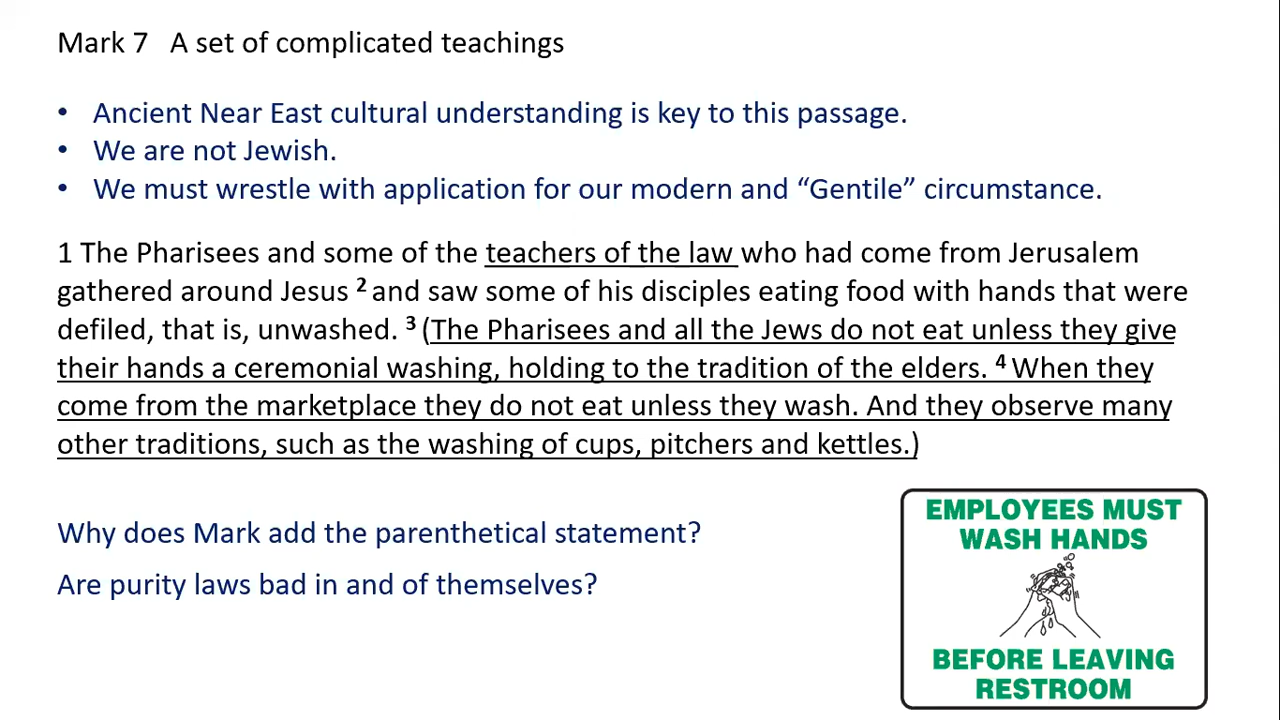 Mark 7 A set of complicated teachings
• Ancient Near East cultural understanding is key to this passage.
• We are not Jewish.
• We must wrestle with application for our modern and “Gentile” circumstance.
1 The Pharisees and some of the teachers of the law who had come from Jerusalem
gathered around Jesus 2 and saw some of his disciples eating food with hands that were
defiled, that is, unwashed. 3 (The Pharisees and all the Jews do not eat unless they give
their hands a ceremonial washing, holding to the tradition of the elders. 4 When they
come from the marketplace they do not eat unless they wash. And they observe many
other traditions, such as the washing of cups, pitchers and kettles.)
Why does Mark add the parenthetical statement?
Are purity laws bad in and of themselves?
EMPLOYEES MUST
WASH HANDS
BEFORE LEAVING
RESTROOM